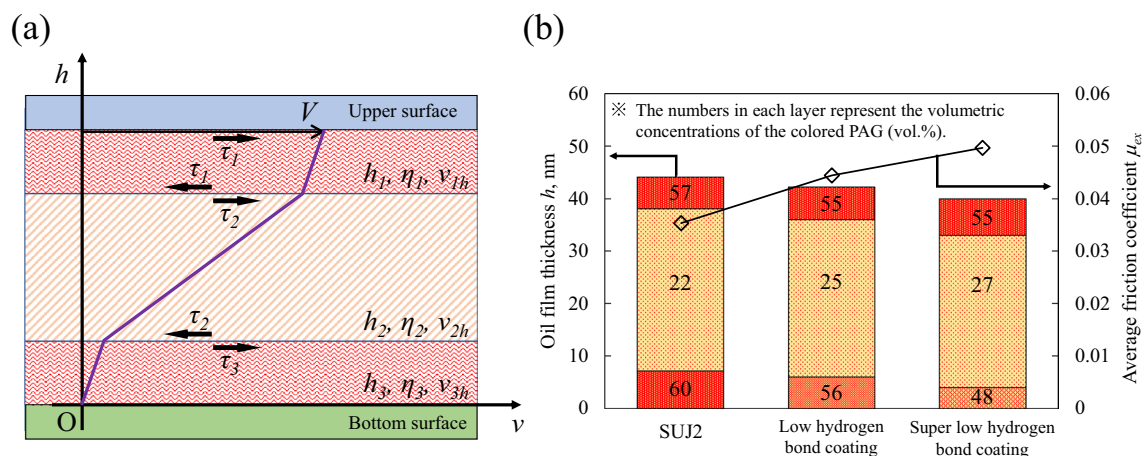 (a)
h
Upper surface
V
τ1
τ1
h1, η1, v1h
τ2
τ2
h2, η2, v2h
τ3
h3, η3, v3h
O
Bottom surface
v
(b)
※ The numbers in each layer represent the volumetric
concentrations of the colored PAG (vol.%).
Oil film thickness h, nm
60
50
40
30
20
10
0
57
22
60
55
25
56
55
27
48
SUJ2
Low hydrogen
bond coating
Super low hydrogen
bond coating
0.06
0.05
0.04
0.03
0.02
0.01
0
Average friction coefficient μex